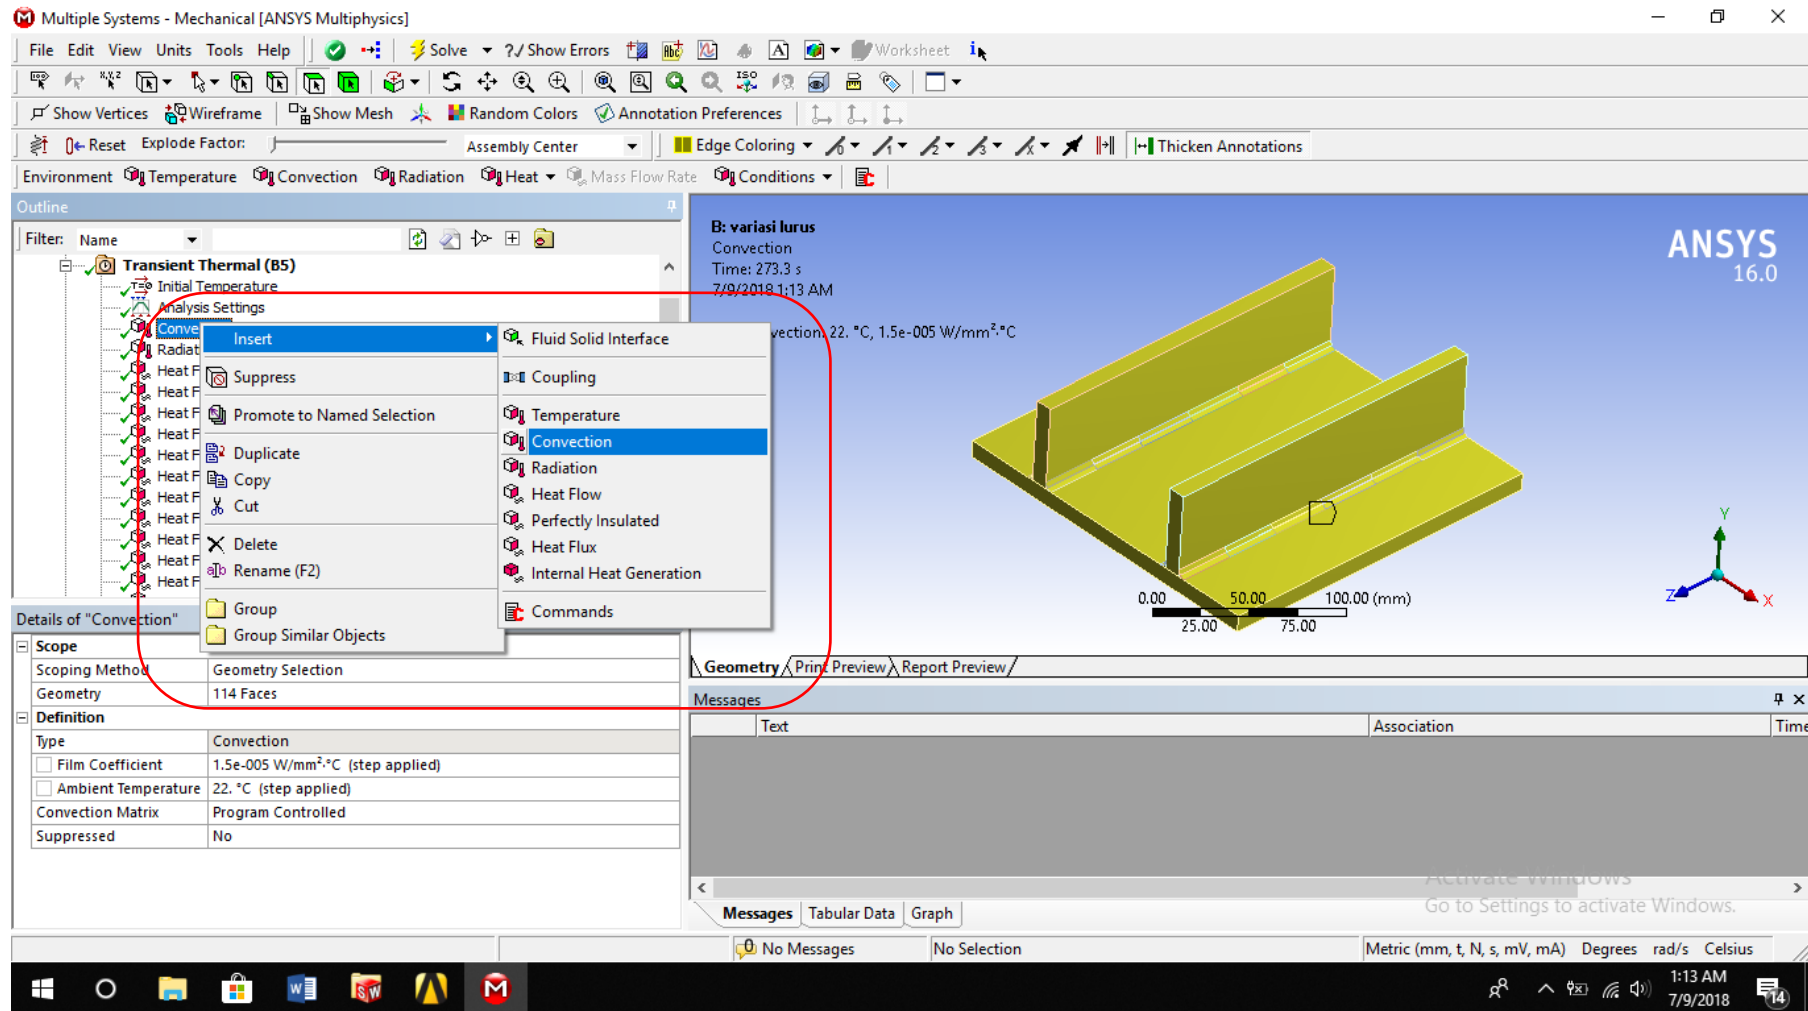 Multiple Systems - Mechanical [ANSYS Multiphysics]
File Edit View Units Tools Help Solve ?/ Show Errors Worksheet
Show Vertices Wireframe Show Mesh Random Colors Annotation Preferences
Reset Explode Factor: Assembly Center Edge Coloring Thicken Annotations
Environment Temperature Convection Radiation Heat Mass Flow Rate Conditions
Outline
Filter: Name
Transient Thermal (B5)
T=0 Initial Temperature
Analysis Settings
Conve
Radiat
Heat F
Heat F
Heat F
Heat F
Heat F
Heat F
Heat F
Heat F
Heat F
Heat F
Heat F
Insert
Suppress
Promote to Named Selection
Duplicate
Copy
Cut
Delete
Rename (F2)
Group
Group Similar Objects
Fluid Solid Interface
Coupling
Temperature
Convection
Radiation
Heat Flow
Perfectly Insulated
Heat Flux
Internal Heat Generation
Commands
B: variasi lurus
Convection
Time: 273.3 s
7/9/2018 1:13 AM
vection: 22. °C, 1.5e-005 W/mm²·°C
ANSYS
16.0
0.00 50.00 100.00 (mm)
25.00 75.00
Y
Z X
Details of "Convection"
Scope
Scoping Method Geometry Selection
Geometry 114 Faces
Definition
Type Convection
Film Coefficient 1.5e-005 W/mm²·°C (step applied)
Ambient Temperature 22. °C (step applied)
Convection Matrix Program Controlled
Suppressed No
Geometry Print Preview Report Preview
Messages
Text Association Time
Activate Windows
Go to Settings to activate Windows.
Messages Tabular Data Graph
0 No Messages No Selection Metric (mm, t, N, s, mV, mA) Degrees rad/s Celsius
1:13 AM
7/9/2018
14